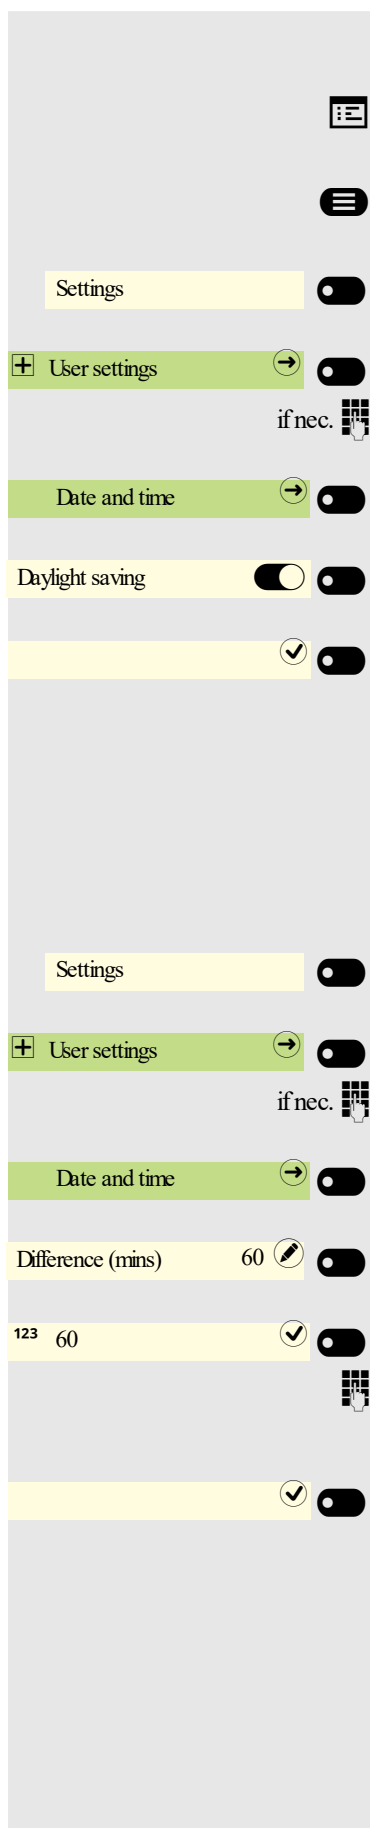 Settings
User settings
if nec.
Date and time
Daylight saving
Settings
User settings
if nec.
Date and time
Difference (mins) 60
123 60